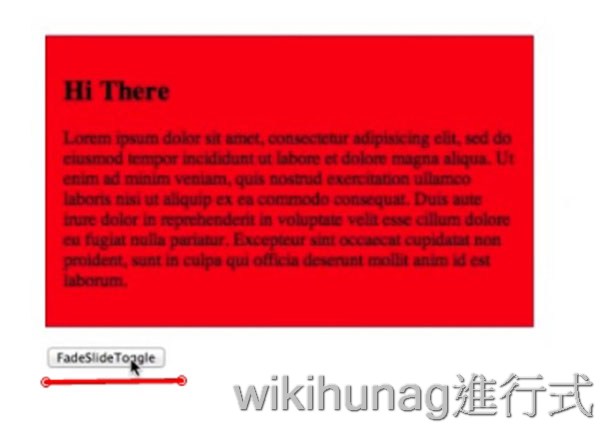 Hi There
Lorem ipsum dolor sit amet, consectetur adipisicing elit, sed do
eiusmod tempor incididunt ut labore et dolore magna aliqua. Ut
enim ad minim veniam, quis nostrud exercitation ullamco
laboris nisi ut aliquip ex ea commodo consequat. Duis aute
irure dolor in reprehenderit in voluptate velit esse cillum dolore
eu fugiat nulla pariatur. Excepteur sint occaecat cupidatat non
proident, sunt in culpa qui officia deserunt mollit anim id est
laborum.
FadeSlideToggle
wikihunag進行式